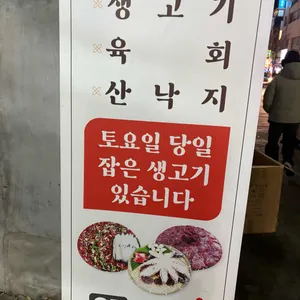 생 고 기
육 회
산 낙 지
토요일 당일
잡은 생고기
있습니다